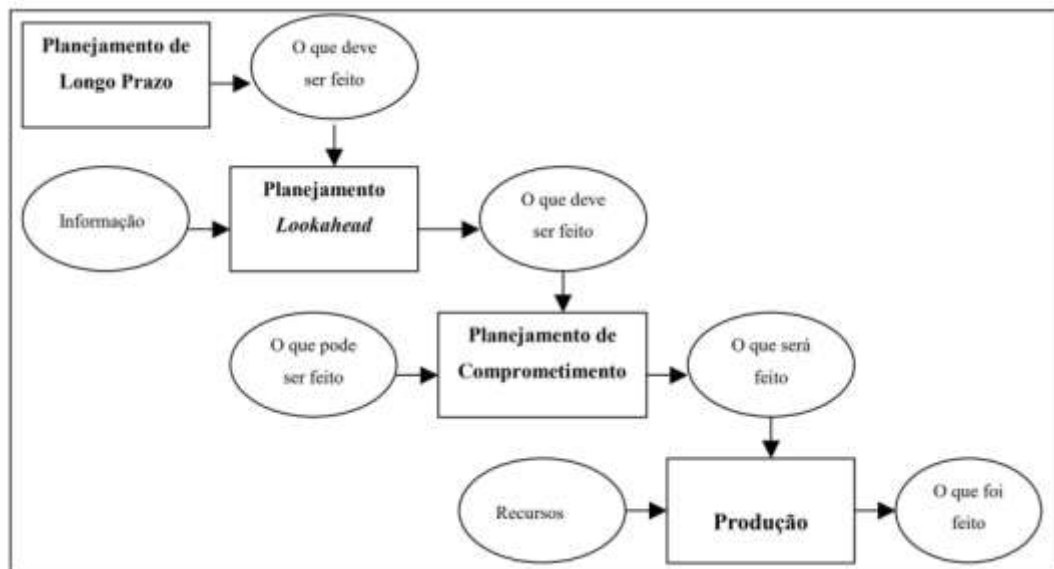 Planejamento de
Longo Prazo
O que deve
ser feito
Informação
Planejamento
Lookahead
O que deve
ser feito
O que pode
ser feito
Planejamento de
Comprometimento
O que será
feito
Recursos
Produção
O que foi
feito